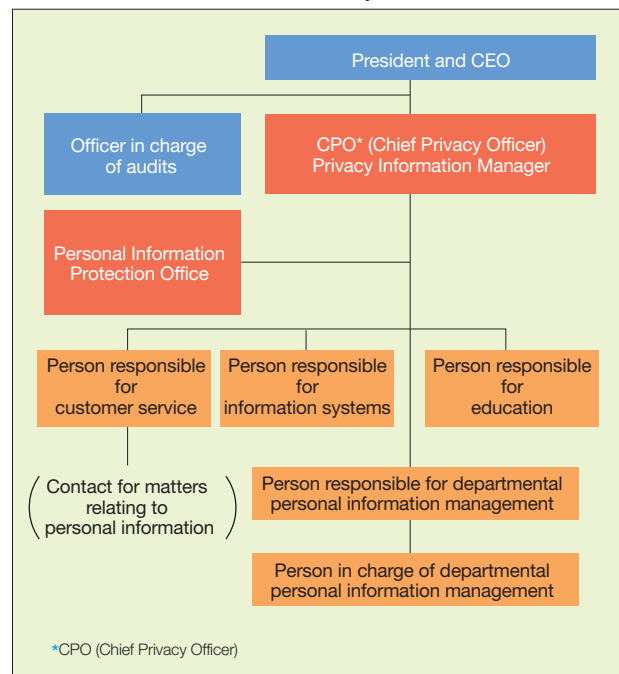 President and CEO
Officer in charge
of audits
CPO* (Chief Privacy Officer)
Privacy Information Manager
Personal Information
Protection Office
Person responsible
for
customer service
Person responsible
for
information systems
Person responsible
for
education
(Contact for matters
relating to
personal information)
Person responsible for departmental
personal information management
Person in charge of departmental
personal information management
*CPO (Chief Privacy Officer)